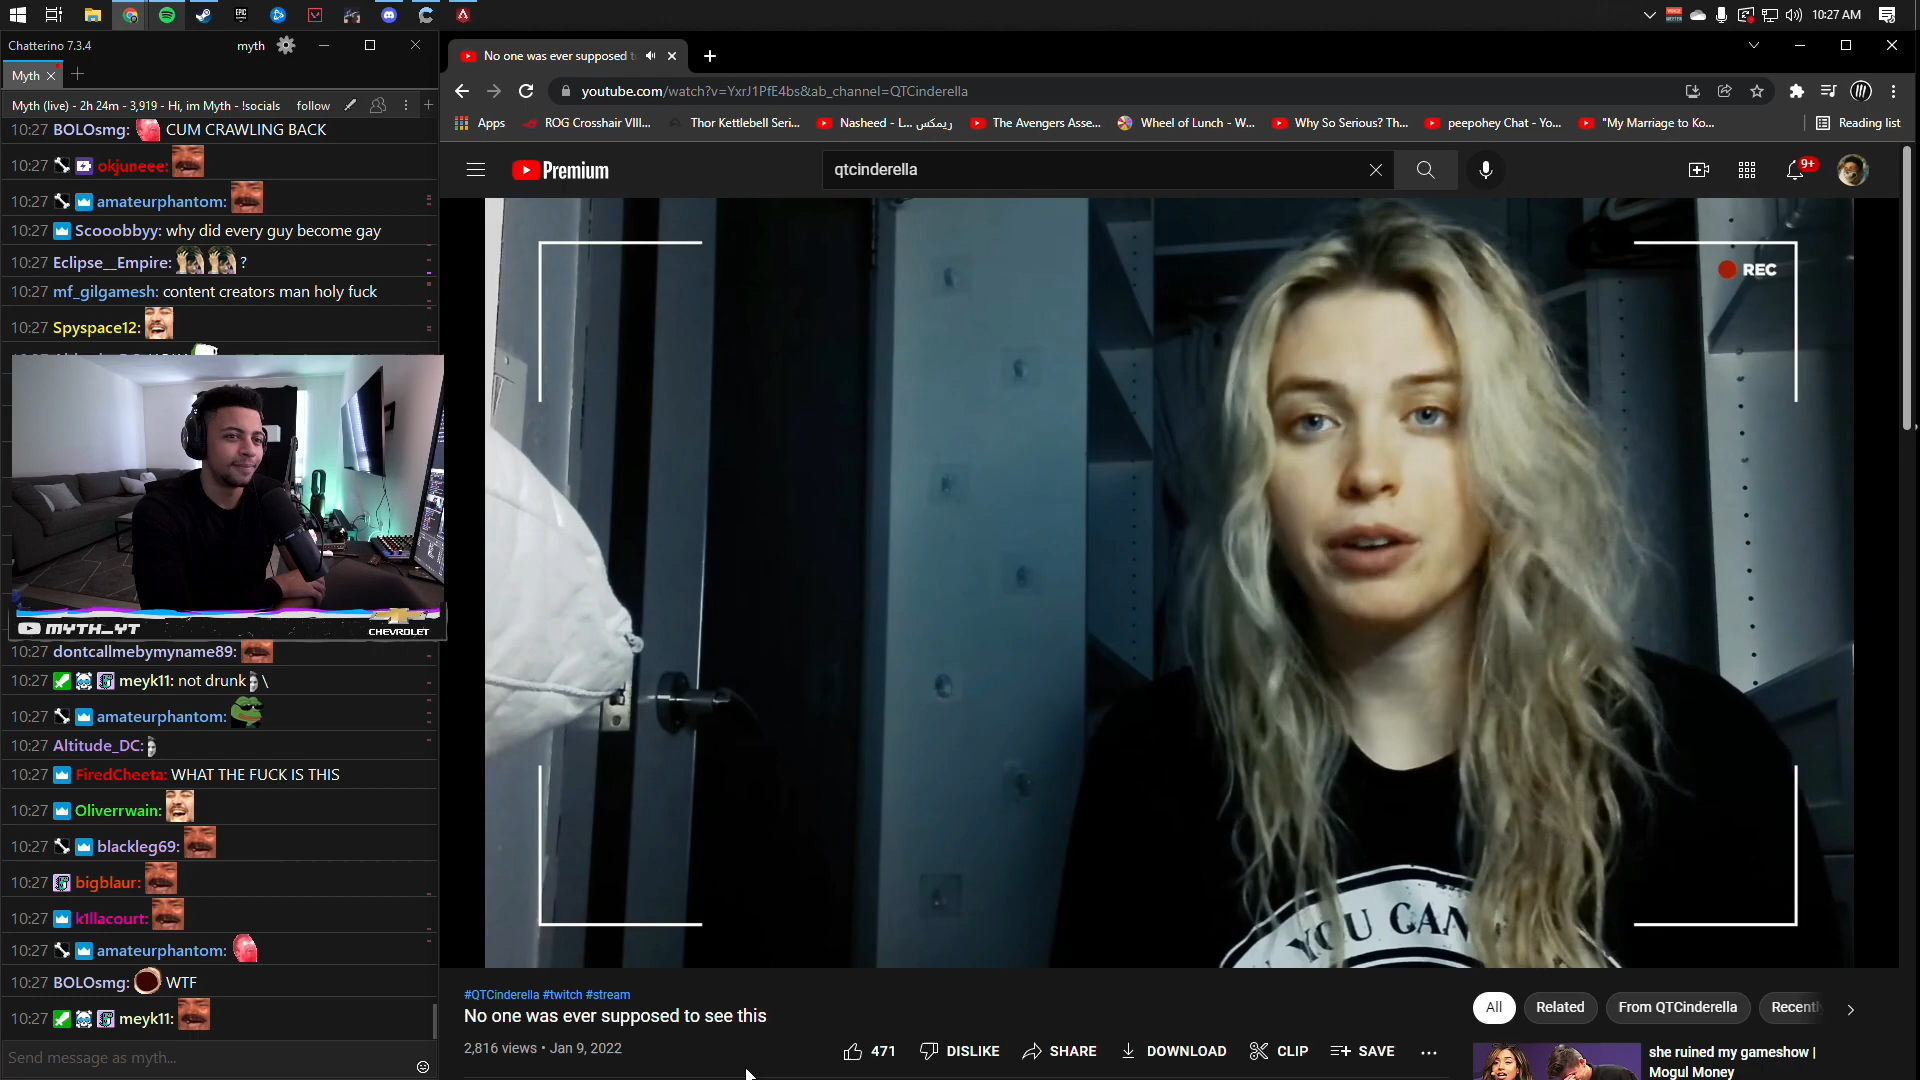 10:27 AM
Chatterino 7.3.4
myth
Myth
Myth (live) - 2h 24m - 3,919 - Hi, im Myth - !socials
follow
10:27 BOLOsmg: CUM CRAWLING BACK
10:27 okjuneee:
10:27 amateurphantom:
10:27 Scooobbyy: why did every guy become gay
10:27 Eclipse__Empire: ?
10:27 mf_gilgamesh: content creators man holy fuck
10:27 Spyspace12:
MYTH_YT
CHEVROLET
10:27 dontcallmebymyname89:
10:27 meyk11: not drunk \
10:27 amateurphantom:
10:27 Altitude_DC:
10:27 FiredCheeta: WHAT THE FUCK IS THIS
10:27 Oliverrwain:
10:27 blackleg69:
10:27 bigblaur:
10:27 k1llacourt:
10:27 amateurphantom:
10:27 BOLOsmg: WTF
10:27 meyk11:
Send message as myth...
No one was ever supposed t
youtube.com/watch?v=YxrJ1PfE4bs&ab_channel=QTCinderella
Apps
ROG Crosshair VIII...
Thor Kettlebell Seri...
Nasheed - L... ريمكس
The Avengers Asse...
Wheel of Lunch - W...
Why So Serious? Th...
peepohey Chat - Yo...
"My Marriage to Ko...
Reading list
Premium
qtcinderella
9+
REC
YOU CAN
#QTCinderella #twitch #stream
No one was ever supposed to see this
2,816 views • Jan 9, 2022
471
DISLIKE
SHARE
DOWNLOAD
CLIP
SAVE
All
Related
From QTCinderella
Recently
she ruined my gameshow |
Mogul Money